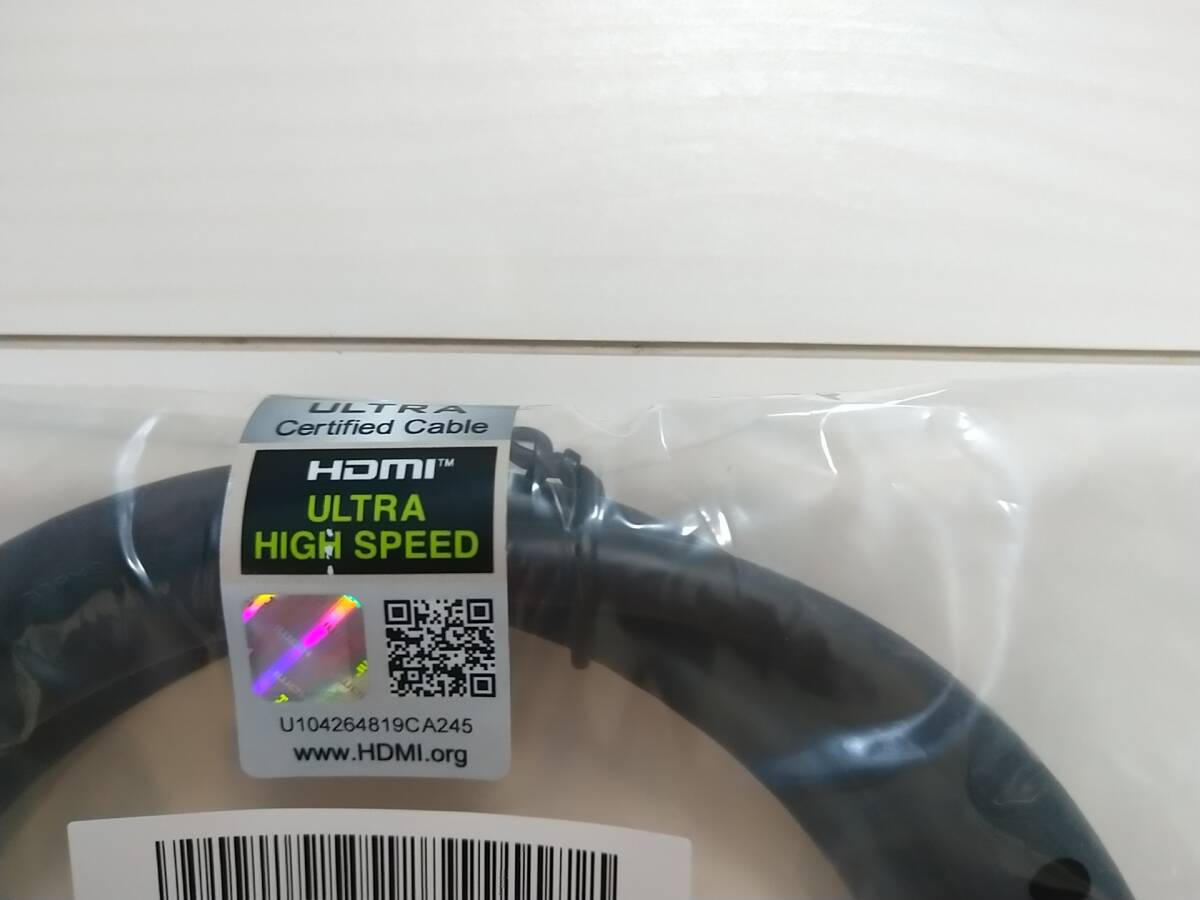 ULTRA
Certified Cable
HDMI™
ULTRA
HIGH SPEED
U104264819CA245
www.HDMI.org